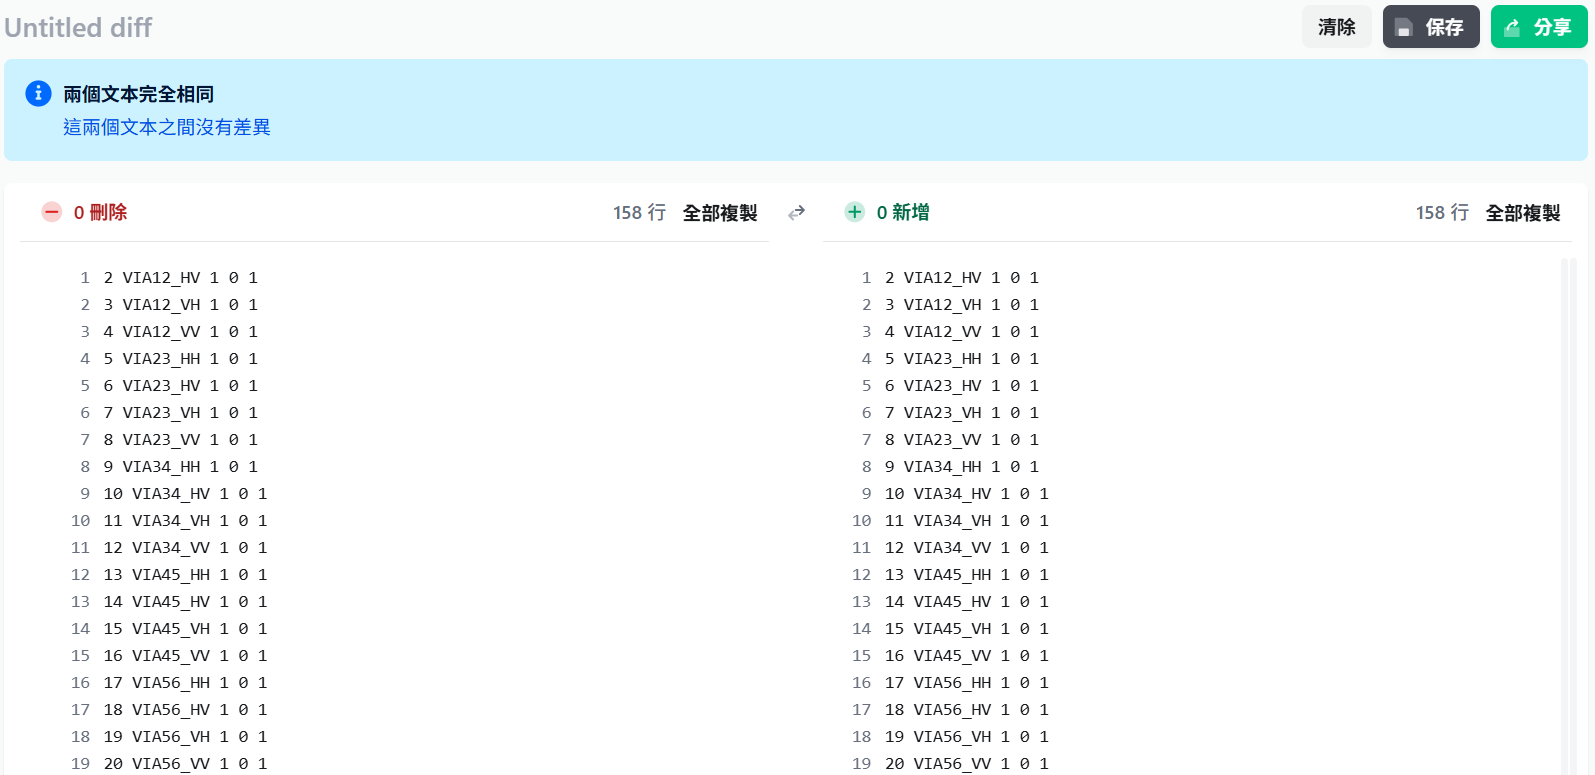 Untitled diff
清除 保存 分享
兩個文本完全相同
這兩個文本之間沒有差異
0 刪除 158 行 全部複製
0 新增 158 行 全部複製
1 2 VIA12_HV 1 0 1
2 3 VIA12_VH 1 0 1
3 4 VIA12_VV 1 0 1
4 5 VIA23_HH 1 0 1
5 6 VIA23_HV 1 0 1
6 7 VIA23_VH 1 0 1
7 8 VIA23_VV 1 0 1
8 9 VIA34_HH 1 0 1
9 10 VIA34_HV 1 0 1
10 11 VIA34_VH 1 0 1
11 12 VIA34_VV 1 0 1
12 13 VIA45_HH 1 0 1
13 14 VIA45_HV 1 0 1
14 15 VIA45_VH 1 0 1
15 16 VIA45_VV 1 0 1
16 17 VIA56_HH 1 0 1
17 18 VIA56_HV 1 0 1
18 19 VIA56_VH 1 0 1
19 20 VIA56_VV 1 0 1
1 2 VIA12_HV 1 0 1
2 3 VIA12_VH 1 0 1
3 4 VIA12_VV 1 0 1
4 5 VIA23_HH 1 0 1
5 6 VIA23_HV 1 0 1
6 7 VIA23_VH 1 0 1
7 8 VIA23_VV 1 0 1
8 9 VIA34_HH 1 0 1
9 10 VIA34_HV 1 0 1
10 11 VIA34_VH 1 0 1
11 12 VIA34_VV 1 0 1
12 13 VIA45_HH 1 0 1
13 14 VIA45_HV 1 0 1
14 15 VIA45_VH 1 0 1
15 16 VIA45_VV 1 0 1
16 17 VIA56_HH 1 0 1
17 18 VIA56_HV 1 0 1
18 19 VIA56_VH 1 0 1
19 20 VIA56_VV 1 0 1